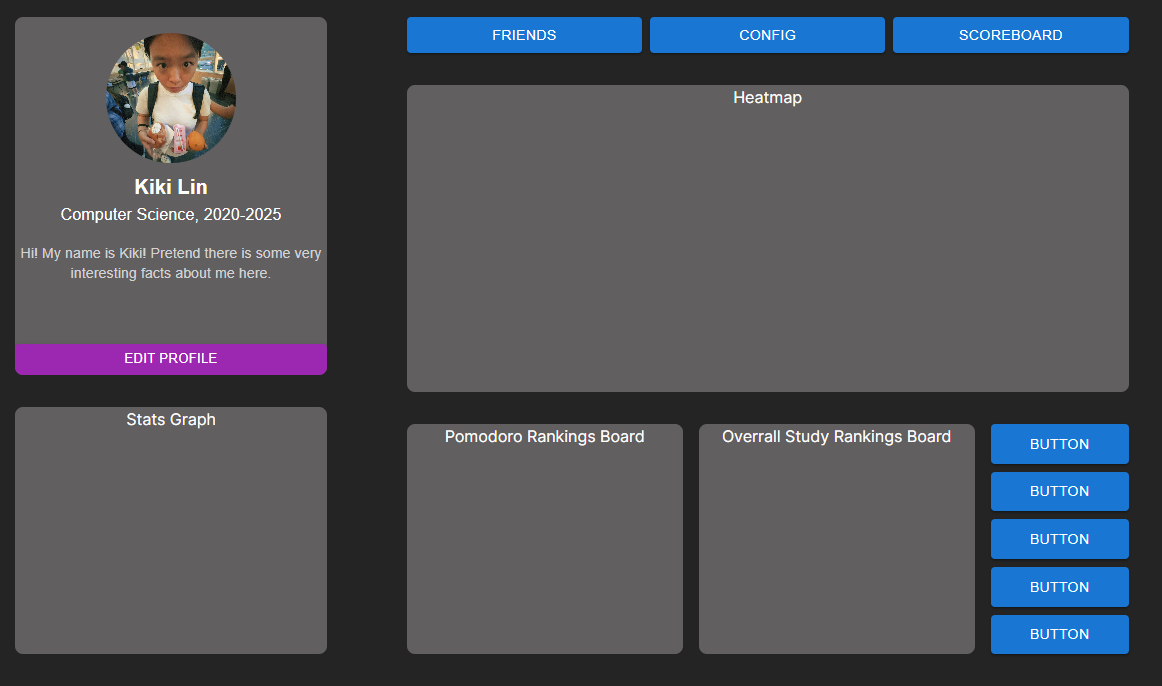 Kiki Lin
Computer Science, 2020-2025
Hi! My name is Kiki! Pretend there is some very
interesting facts about me here.
EDIT PROFILE
Stats Graph
FRIENDS
CONFIG
SCOREBOARD
Heatmap
Pomodoro Rankings Board
Overrall Study Rankings Board
BUTTON
BUTTON
BUTTON
BUTTON
BUTTON